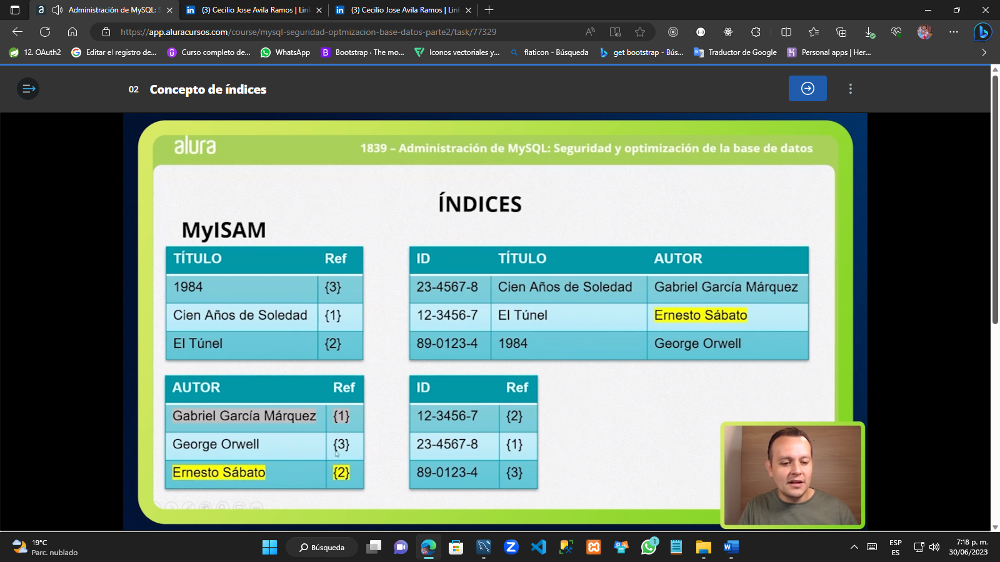 Administración de MySQL: S
(3) Cecilio Jose Avila Ramos | Link
(3) Cecilio Jose Avila Ramos | Link
https://app.aluracursos.com/course/mysql-seguridad-optmizacion-base-datos-parte2/task/77329
12. OAuth2
Editar el registro de...
Curso completo de...
WhatsApp
Bootstrap · The mo...
Iconos vectoriales y...
flaticon - Búsqueda
get bootstrap - Bús...
Traductor de Google
Personal apps | Her...
02 Concepto de índices
alura
1839 – Administración de MySQL: Seguridad y optimización de la base de datos
ÍNDICES
MyISAM
TÍTULO Ref
1984 {3}
Cien Años de Soledad {1}
El Túnel {2}
ID TÍTULO AUTOR
23-4567-8 Cien Años de Soledad Gabriel García Márquez
12-3456-7 El Túnel Ernesto Sábato
89-0123-4 1984 George Orwell
AUTOR Ref
Gabriel García Márquez {1}
George Orwell {3}
Ernesto Sábato {2}
ID Ref
12-3456-7 {2}
23-4567-8 {1}
89-0123-4 {3}
19°C
Parc. nublado
Búsqueda
1
ESP
ES
7:18 p. m.
30/06/2023